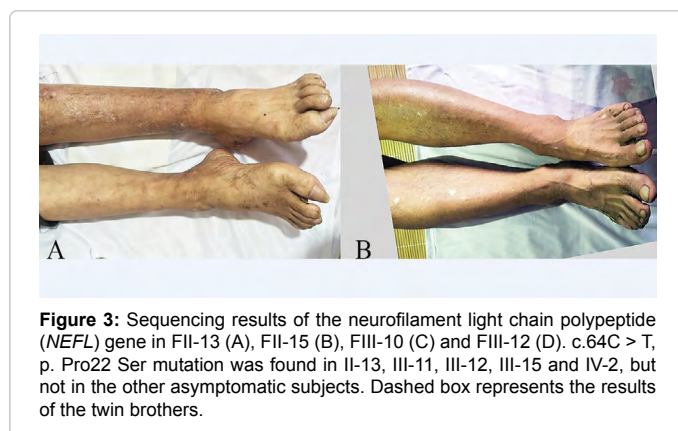 A B
Figure 3: Sequencing results of the neurofilament light chain polypeptide
(NEFL) gene in FII-13 (A), FII-15 (B), FIII-10 (C) and FIII-12 (D). c.64C > T,
p. Pro22 Ser mutation was found in II-13, III-11, III-12, III-15 and IV-2, but
not in the other asymptomatic subjects. Dashed box represents the results
of the twin brothers.